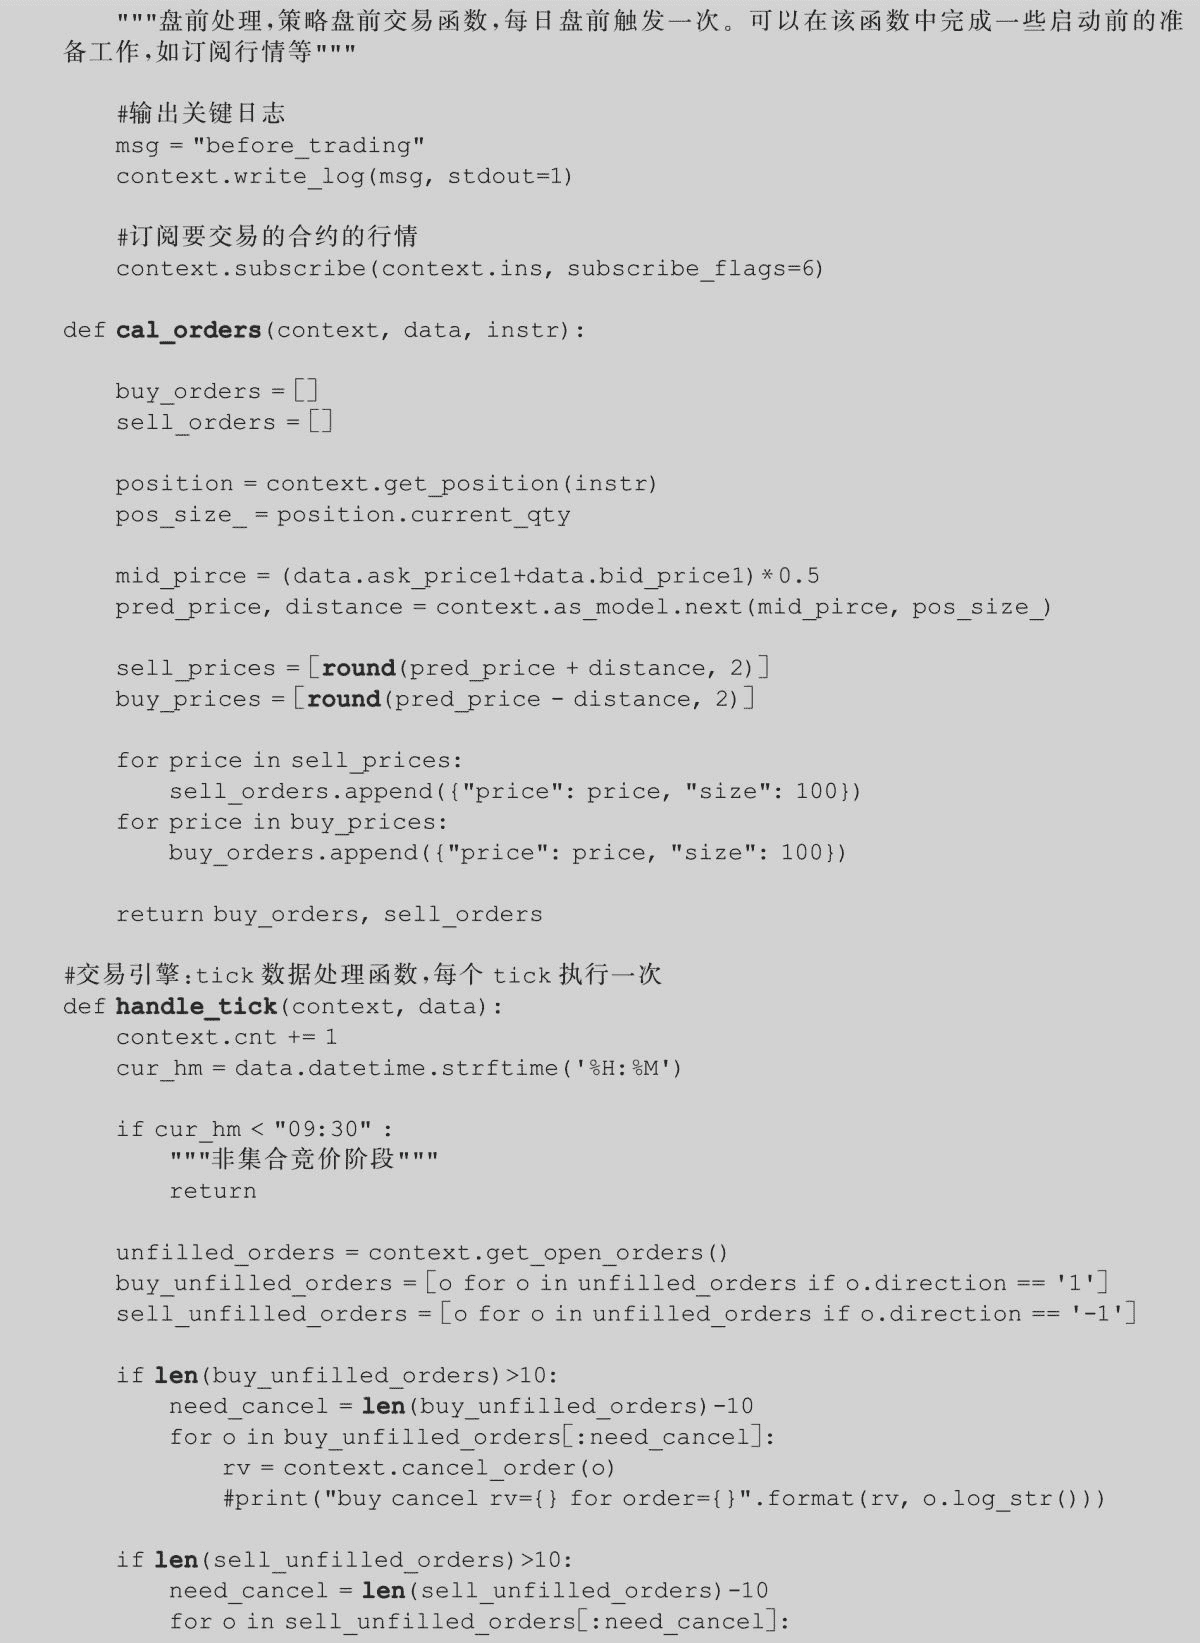 """盘前处理,策略盘前交易函数,每日盘前触发一次。可以在该函数中完成一些启动前的准
备工作,如订阅行情等"""
#输出关键日志
msg = "before_trading"
context.write_log(msg, stdout=1)
#订阅要交易的合约的行情
context.subscribe(context.ins, subscribe_flags=6)
def cal_orders(context, data, instr):
buy_orders = []
sell_orders = []
position = context.get_position(instr)
pos_size_ = position.current_qty
mid_pirce = (data.ask_price1+data.bid_price1)*0.5
pred_price, distance = context.as_model.next(mid_pirce, pos_size_)
sell_prices = [round(pred_price + distance, 2)]
buy_prices = [round(pred_price - distance, 2)]
for price in sell_prices:
sell_orders.append({"price": price, "size": 100})
for price in buy_prices:
buy_orders.append({"price": price, "size": 100})
return buy_orders, sell_orders
#交易引擎:tick 数据处理函数,每个 tick 执行一次
def handle_tick(context, data):
context.cnt += 1
cur_hm = data.datetime.strftime('%H:%M')
if cur_hm < "09:30" :
"""非集合竞价阶段"""
return
unfilled_orders = context.get_open_orders()
buy_unfilled_orders = [o for o in unfilled_orders if o.direction == '1']
sell_unfilled_orders = [o for o in unfilled_orders if o.direction == '-1']
if len(buy_unfilled_orders)>10:
need_cancel = len(buy_unfilled_orders)-10
for o in buy_unfilled_orders[:need_cancel]:
rv = context.cancel_order(o)
#print("buy cancel rv={} for order={}".format(rv, o.log_str()))
if len(sell_unfilled_orders)>10:
need_cancel = len(sell_unfilled_orders)-10
for o in sell_unfilled_orders[:need_cancel]: